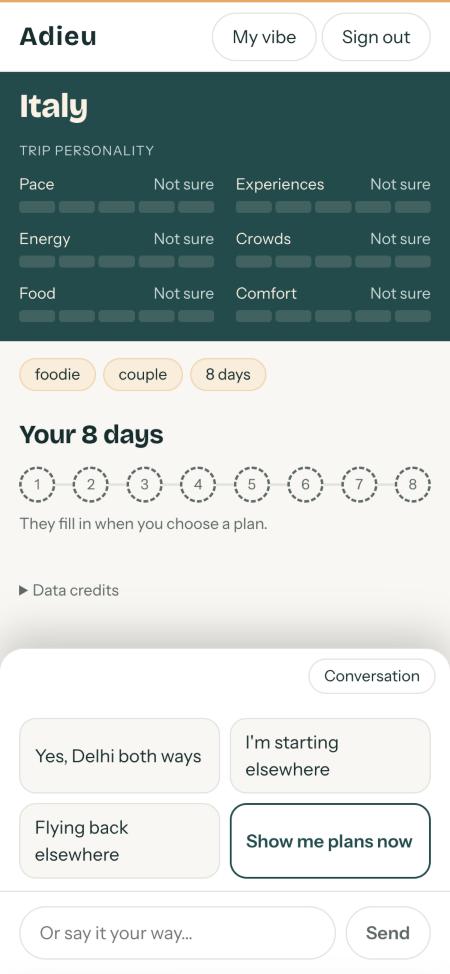 Adieu
My vibe
Sign out
Italy
TRIP PERSONALITY
Pace Not sure
Experiences Not sure
Energy Not sure
Crowds Not sure
Food Not sure
Comfort Not sure
foodie
couple
8 days
Your 8 days
1 2 3 4 5 6 7 8
They fill in when you choose a plan.
Data credits
Conversation
Yes, Delhi both ways
I'm starting
elsewhere
Flying back
elsewhere
Show me plans now
Or say it your way...
Send